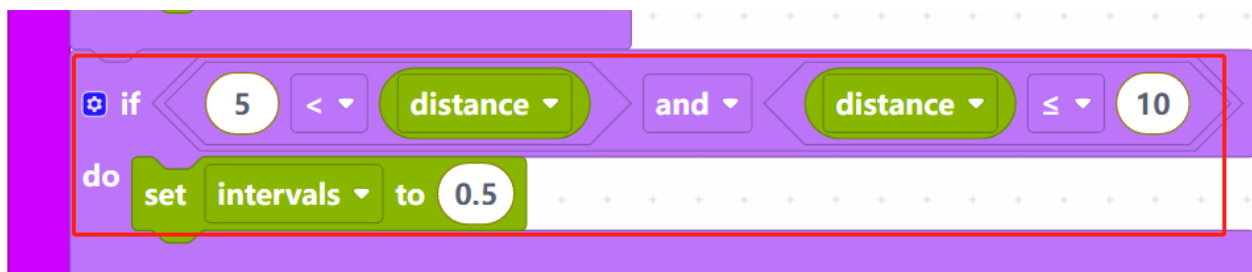 if 5 < distance and distance ≤ 10
do set intervals to 0.5